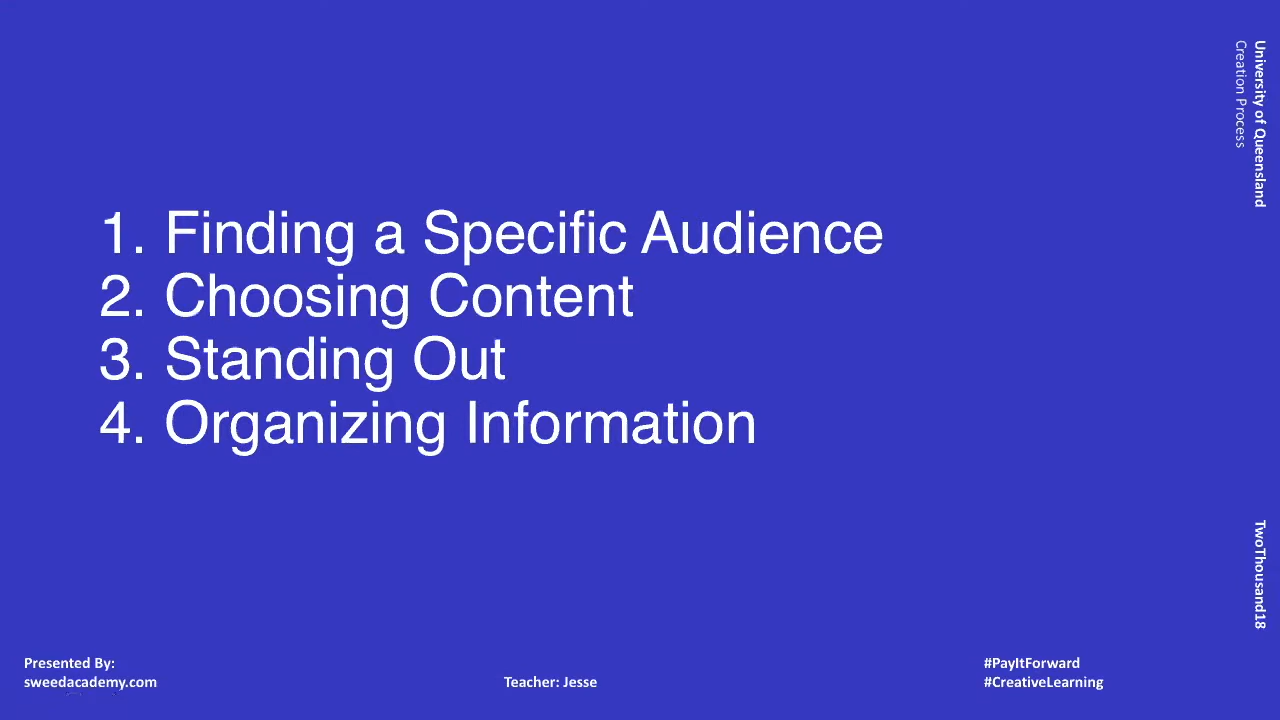 University of Queensland
Creation Process
1. Finding a Specific Audience
2. Choosing Content
3. Standing Out
4. Organizing Information
TwoThousand18
Presented By:
sweedacademy.com
Teacher: Jesse
#PayItForward
#CreativeLearning